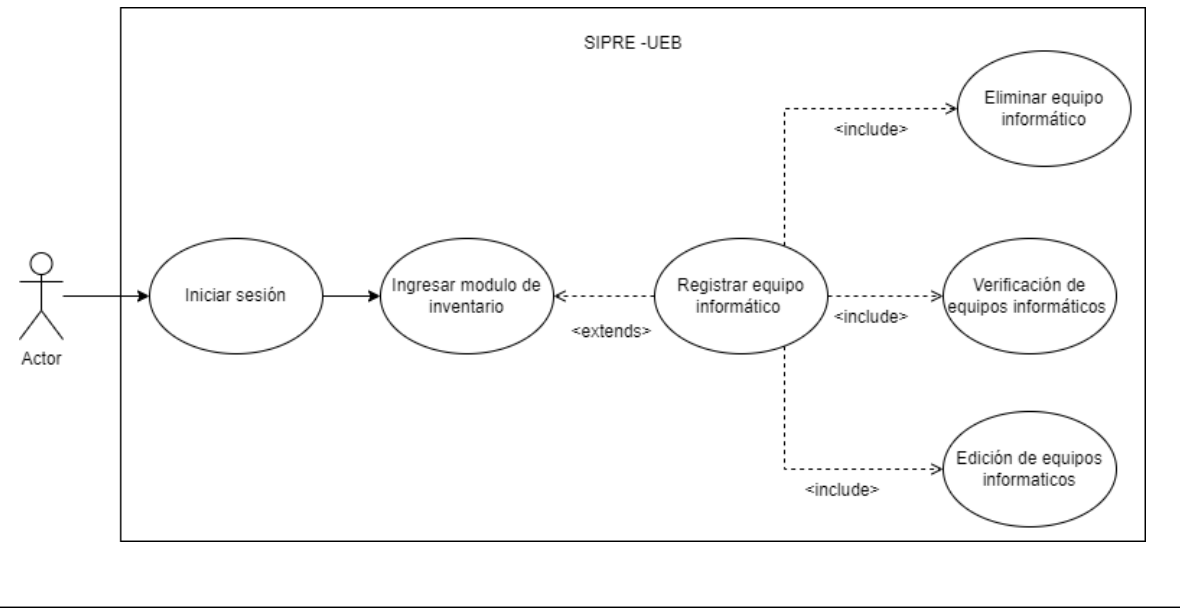 SIPRE -UEB
Eliminar equipo
informático
<include>
Iniciar sesión
Ingresar modulo de
inventario
<extends>
Registrar equipo
informático
<include>
Verificación de
equipos informáticos
Actor
Edición de equipos
informaticos
<include>